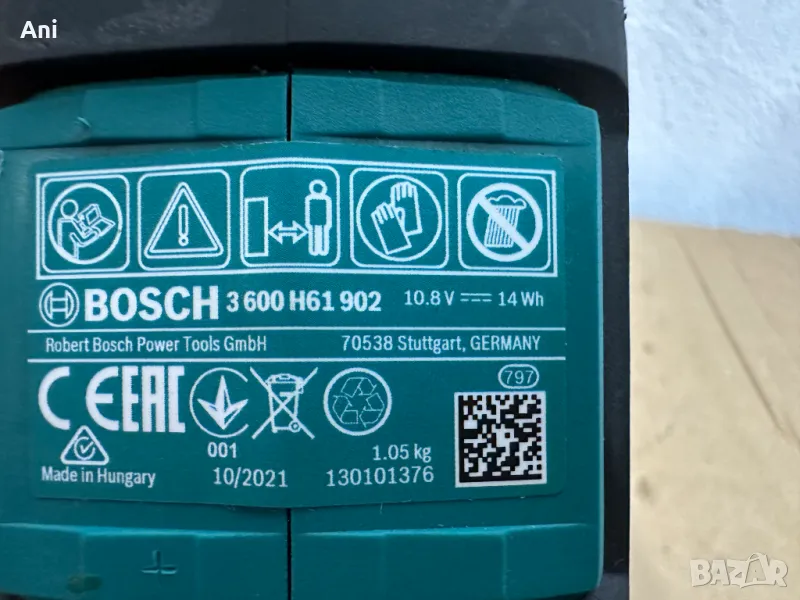 Ani
BOSCH 3 600 H61 902 10.8 V 14 Wh
Robert Bosch Power Tools GmbH 70538 Stuttgart, GERMANY
CE EAC 797
001 1.05 kg
Made in Hungary 10/2021 130101376
BAZAR